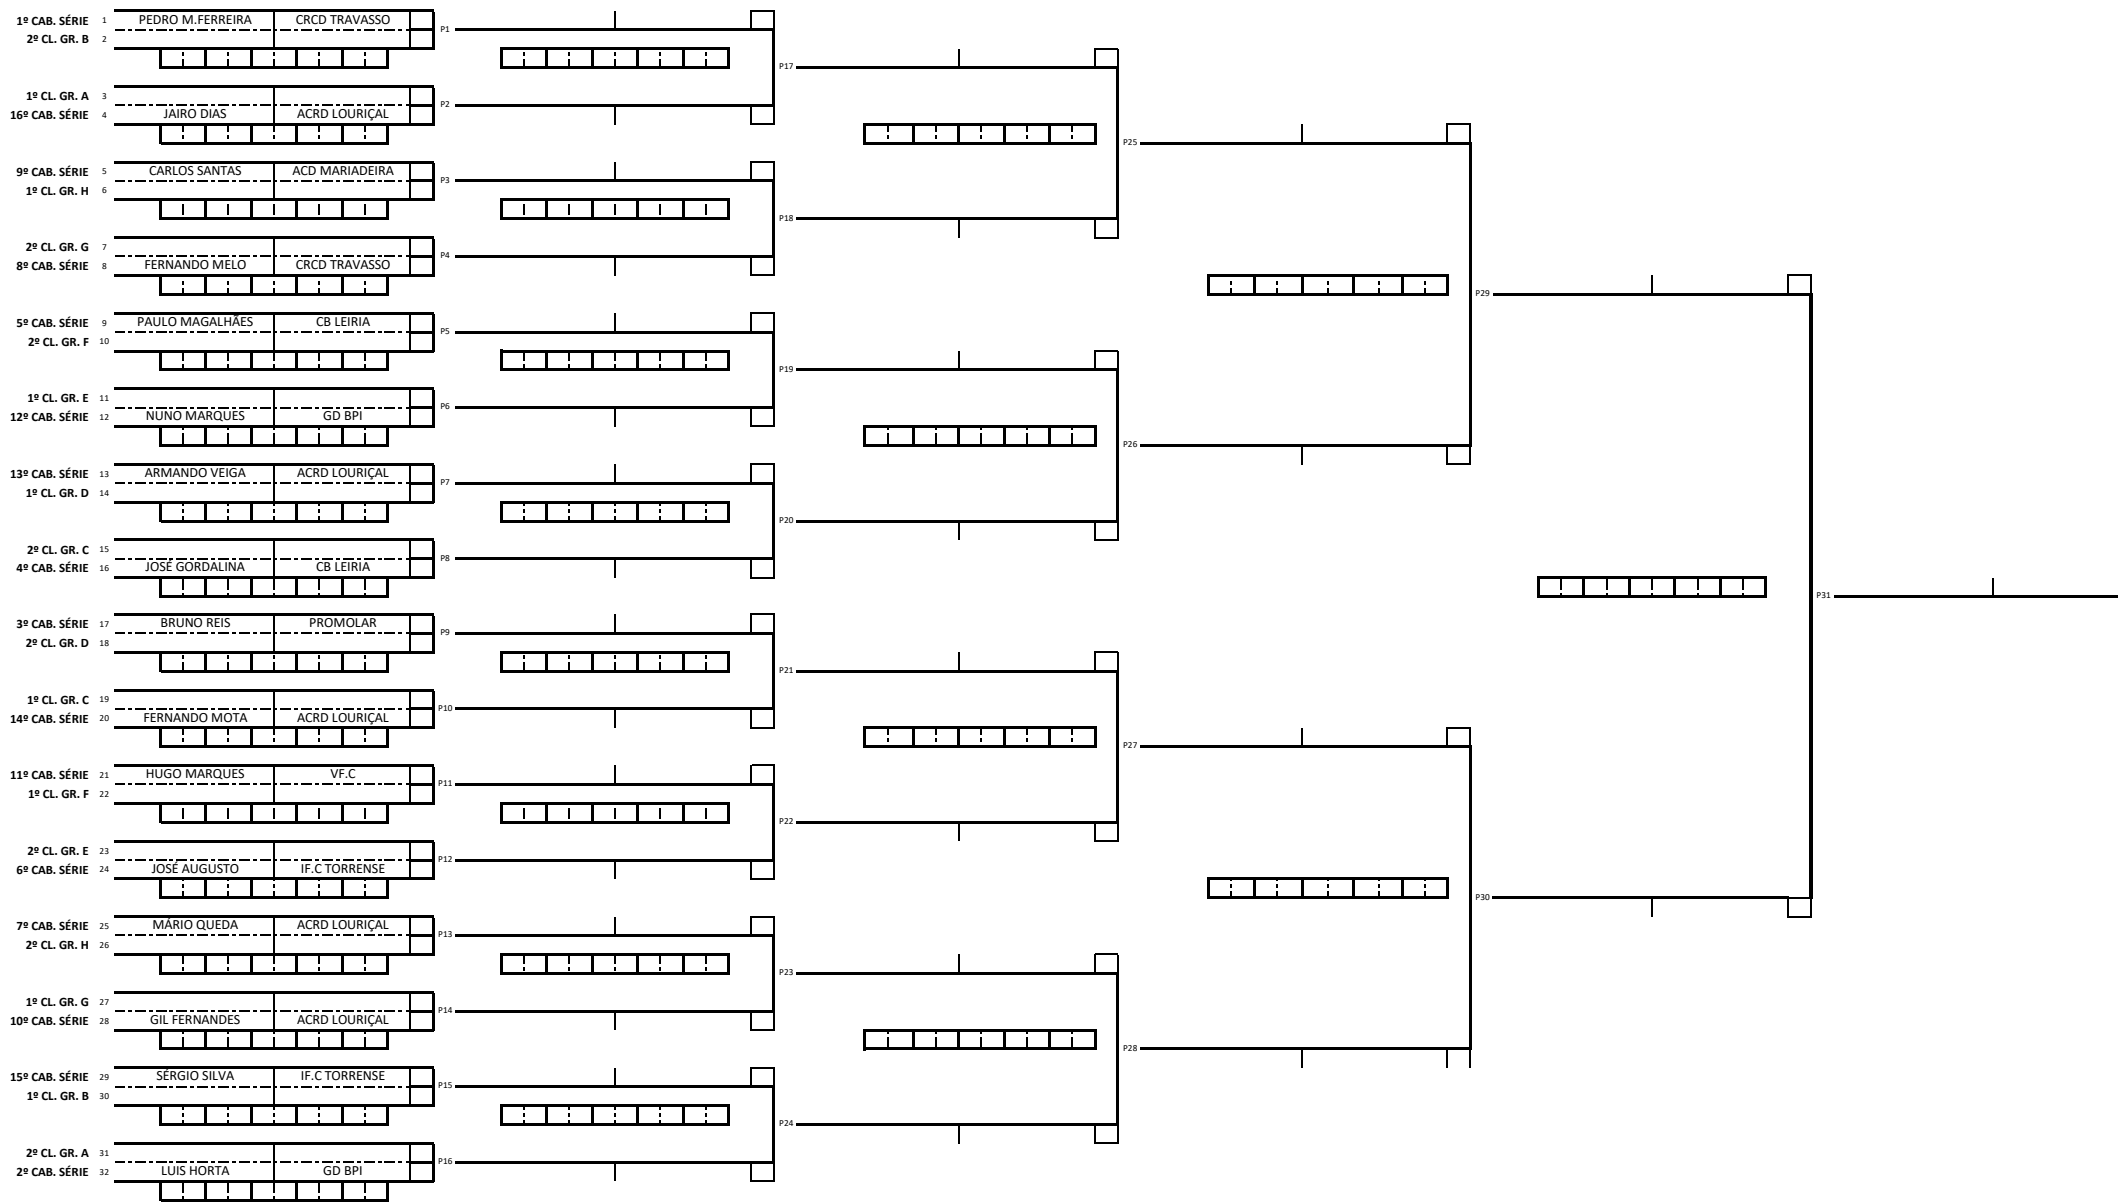 1º CAB. SÉRIE 1 PEDRO M.FERREIRA CRCD TRAVASSO
2º CL. GR. B 2
P1
P17
1º CL. GR. A 3
P2
16º CAB. SÉRIE 4 JAIRO DIAS ACRD LOURIÇAL
P25
9º CAB. SÉRIE 5 CARLOS SANTAS ACD MARIADEIRA
1º CL. GR. H 6
P3
P18
2º CL. GR. G 7
P4
8º CAB. SÉRIE 8 FERNANDO MELO CRCD TRAVASSO
P29
5º CAB. SÉRIE 9 PAULO MAGALHÃES CB LEIRIA
2º CL. GR. F 10
P5
P19
1º CL. GR. E 11
P6
12º CAB. SÉRIE 12 NUNO MARQUES GD BPI
P26
13º CAB. SÉRIE 13 ARMANDO VEIGA ACRD LOURIÇAL
1º CL. GR. D 14
P7
P20
2º CL. GR. C 15
P8
4º CAB. SÉRIE 16 JOSÉ GORDALINA CB LEIRIA
P31
3º CAB. SÉRIE 17 BRUNO REIS PROMOLAR
2º CL. GR. D 18
P9
P21
1º CL. GR. C 19
P10
14º CAB. SÉRIE 20 FERNANDO MOTA ACRD LOURIÇAL
P27
11º CAB. SÉRIE 21 HUGO MARQUES VF.C
1º CL. GR. F 22
P11
P22
2º CL. GR. E 23
P12
6º CAB. SÉRIE 24 JOSÉ AUGUSTO IF.C TORRENSE
P30
7º CAB. SÉRIE 25 MÁRIO QUEDA ACRD LOURIÇAL
2º CL. GR. H 26
P13
P23
1º CL. GR. G 27
P14
10º CAB. SÉRIE 28 GIL FERNANDES ACRD LOURIÇAL
P28
15º CAB. SÉRIE 29 SÉRGIO SILVA IF.C TORRENSE
1º CL. GR. B 30
P15
P24
2º CL. GR. A 31
P16
2º CAB. SÉRIE 32 LUIS HORTA GD BPI